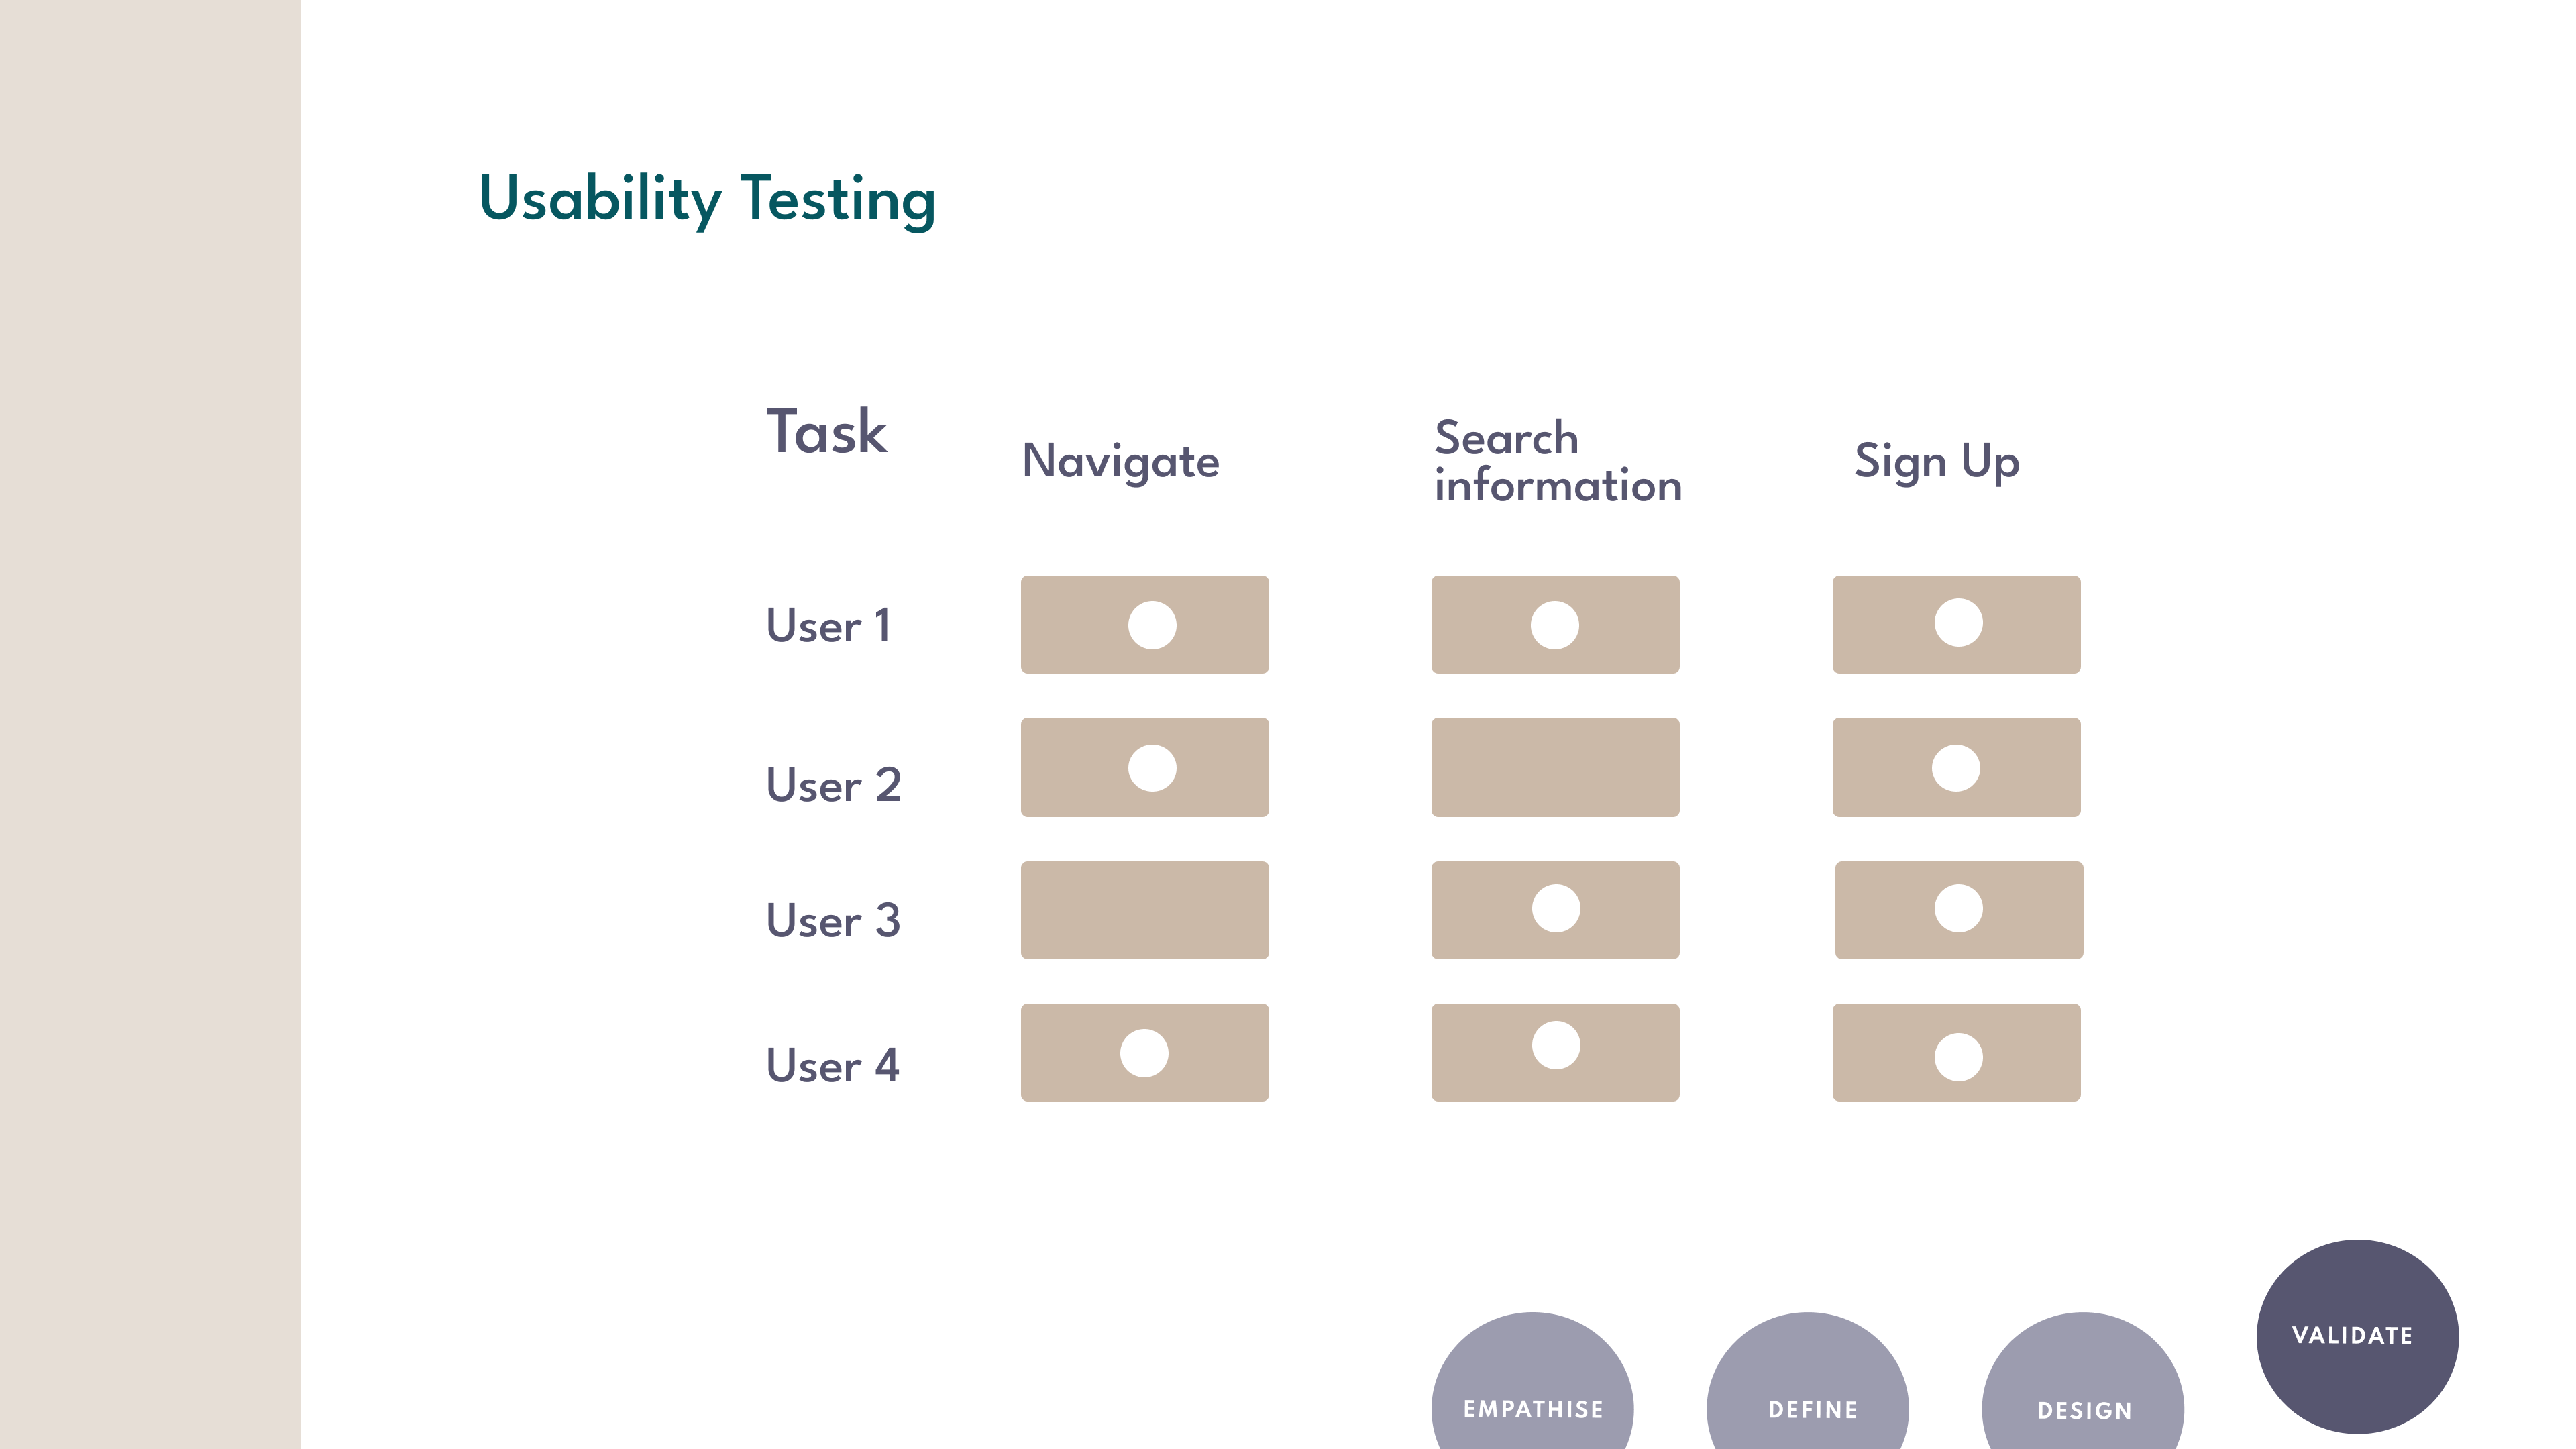 Usability Testing
Task
Navigate
Search
information
Sign Up
User 1
User 2
User 3
User 4
EMPATHISE
DEFINE
DESIGN
VALIDATE